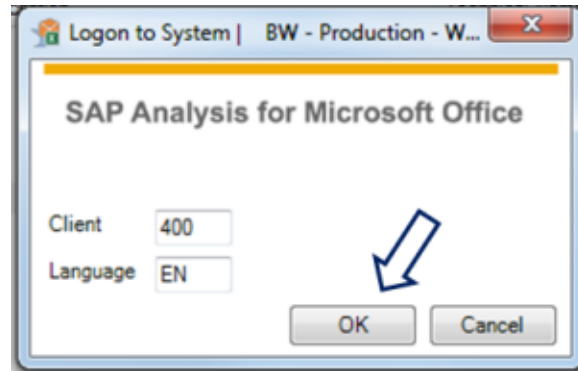 Logon to System | BW - Production - W...
SAP Analysis for Microsoft Office
Client 400
Language EN
OK Cancel